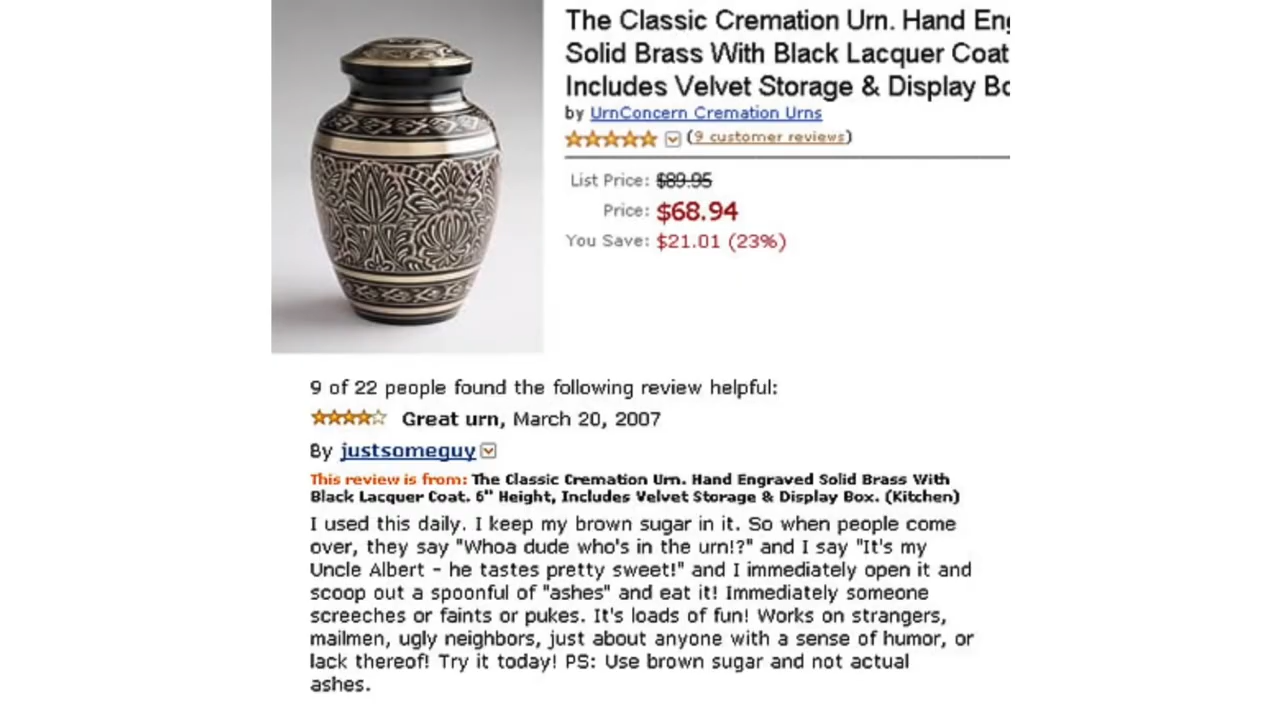 The Classic Cremation Urn. Hand
Solid Brass With Black Lacquer Coat
Includes Velvet Storage & Display
by UrnConcern Cremation Urns
(9 customer reviews)
List Price: $89.95
Price: $68.94
You Save: $21.01 (23%)
9 of 22 people found the following review helpful:
Great urn, March 20, 2007
By justsomeguy
This review is from: The Classic Cremation Urn. Hand Engraved Solid Brass With
Black Lacquer Coat. 6" Height, Includes Velvet Storage & Display Box. (Kitchen)
I used this daily. I keep my brown sugar in it. So when people come
over, they say "Whoa dude who's in the urn!?" and I say "It's my
Uncle Albert - he tastes pretty sweet!" and I immediately open it and
scoop out a spoonful of "ashes" and eat it! Immediately someone
screeches or faints or pukes. It's loads of fun! Works on strangers,
mailmen, ugly neighbors, just about anyone with a sense of humor, or
lack thereof! Try it today! PS: Use brown sugar and not actual
ashes.